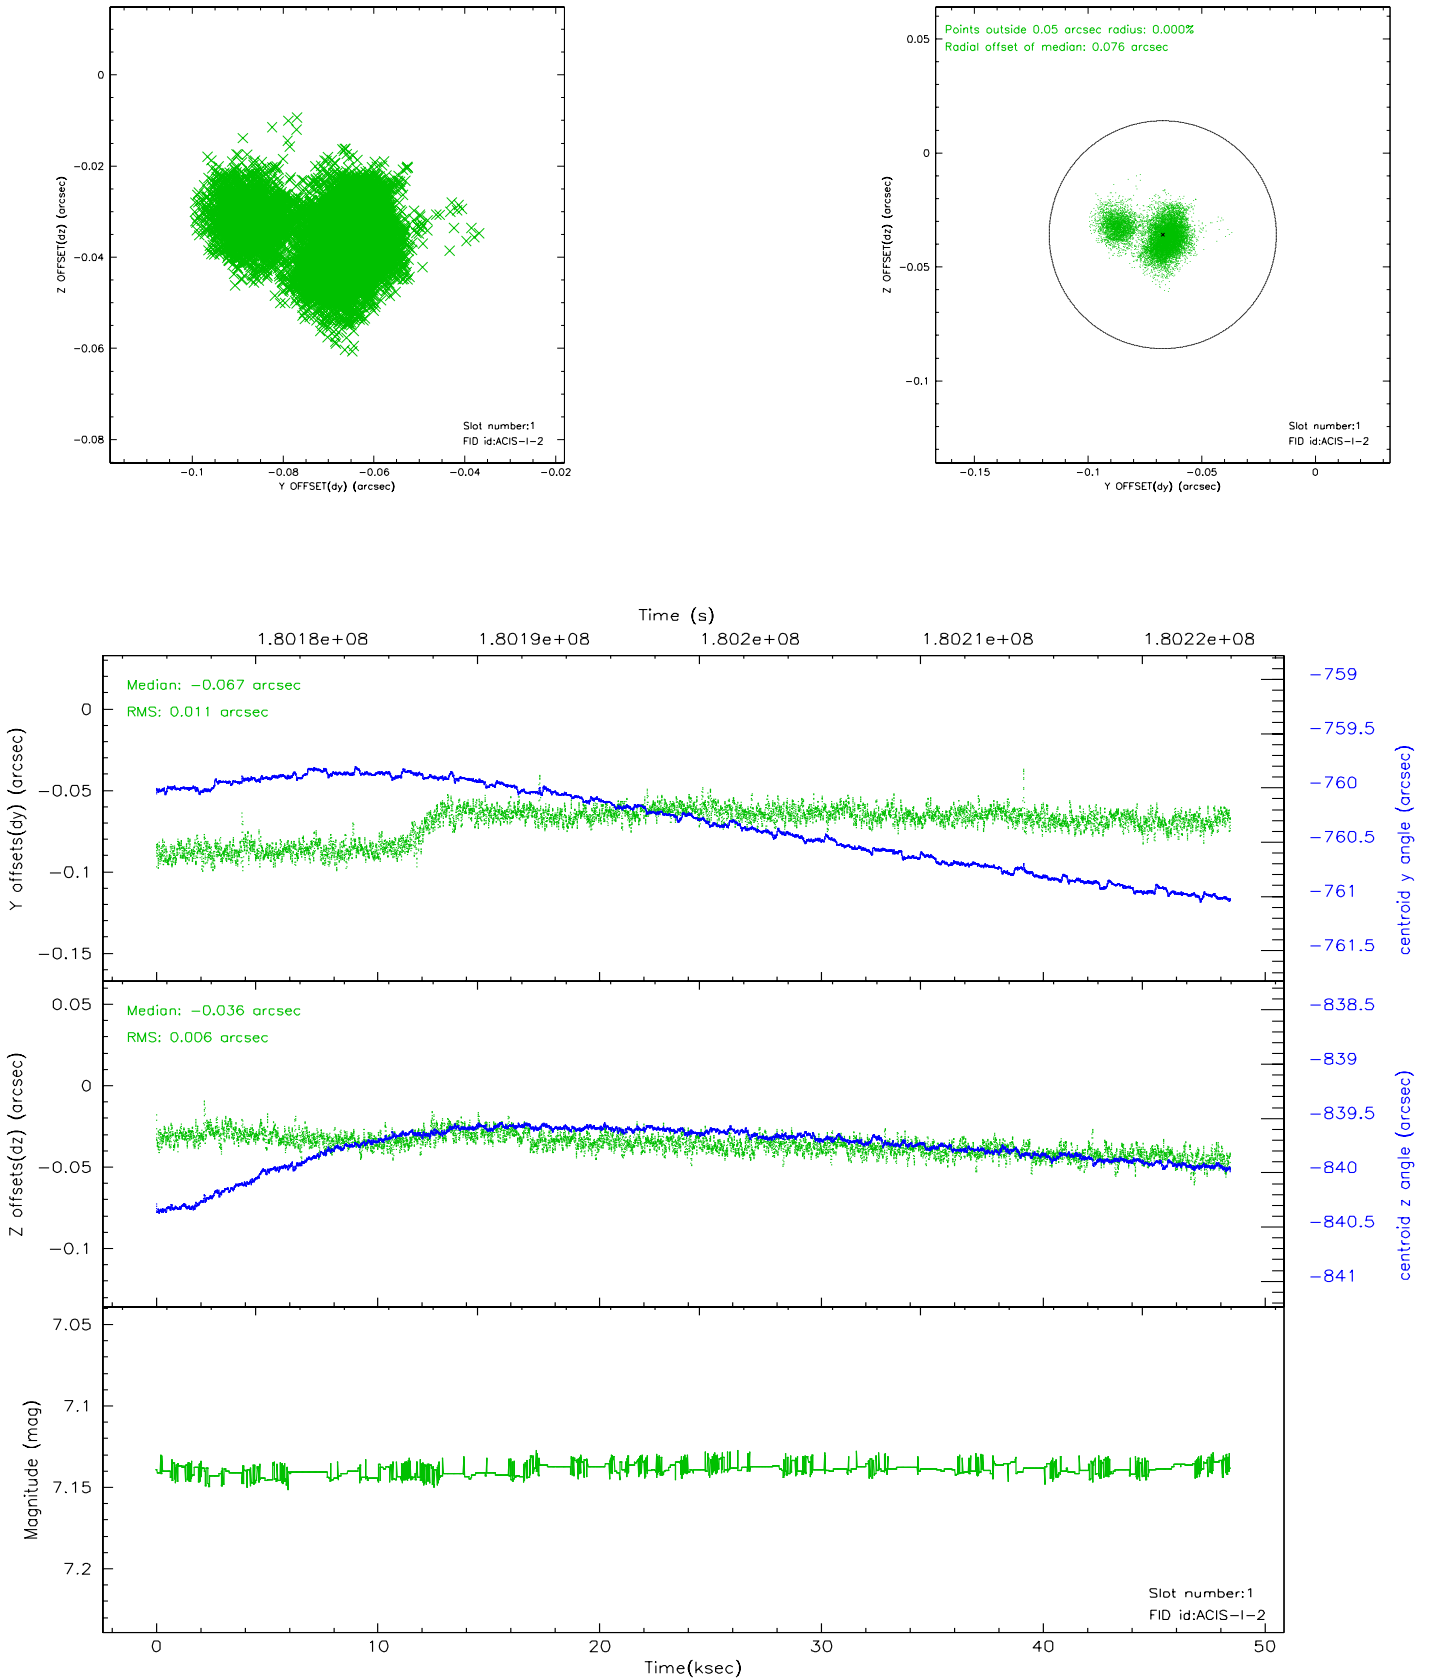 0
−0.02
−0.04
−0.06
−0.08
Z OFFSET(dz) (arcsec)
−0.1
−0.08
−0.06
−0.04
−0.02
Y OFFSET(dy) (arcsec)
Slot number:1
FID id:ACIS−I−2
Points outside 0.05 arcsec radius: 0.000%
Radial offset of median: 0.076 arcsec
0.05
0
−0.05
−0.1
Z OFFSET(dz) (arcsec)
−0.15
−0.1
−0.05
0
Y OFFSET(dy) (arcsec)
Slot number:1
FID id:ACIS−I−2
Time (s)
1.8018e+08
1.8019e+08
1.802e+08
1.8021e+08
1.8022e+08
Median: −0.067 arcsec
RMS: 0.011 arcsec
0
−0.05
−0.1
−0.15
Y offsets(dy) (arcsec)
−759
−759.5
−760
−760.5
−761
−761.5
centroid y angle (arcsec)
Median: −0.036 arcsec
RMS: 0.006 arcsec
0.05
0
−0.05
−0.1
Z offsets(dz) (arcsec)
−838.5
−839
−839.5
−840
−840.5
−841
centroid z angle (arcsec)
7.05
7.1
7.15
7.2
Magnitude (mag)
Slot number:1
FID id:ACIS−I−2
0
10
20
30
40
50
Time(ksec)